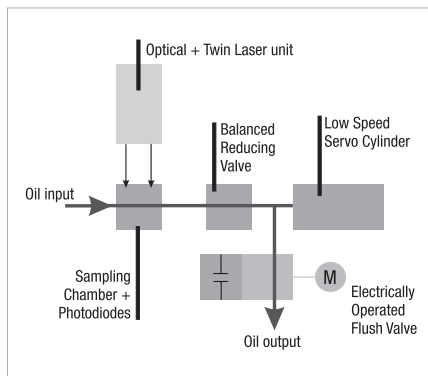 Optical + Twin Laser unit
Balanced
Reducing
Valve
Low Speed
Servo Cylinder
Oil input
Sampling
Chamber +
Photodiodes
M
Electrically
Operated
Flush Valve
Oil output